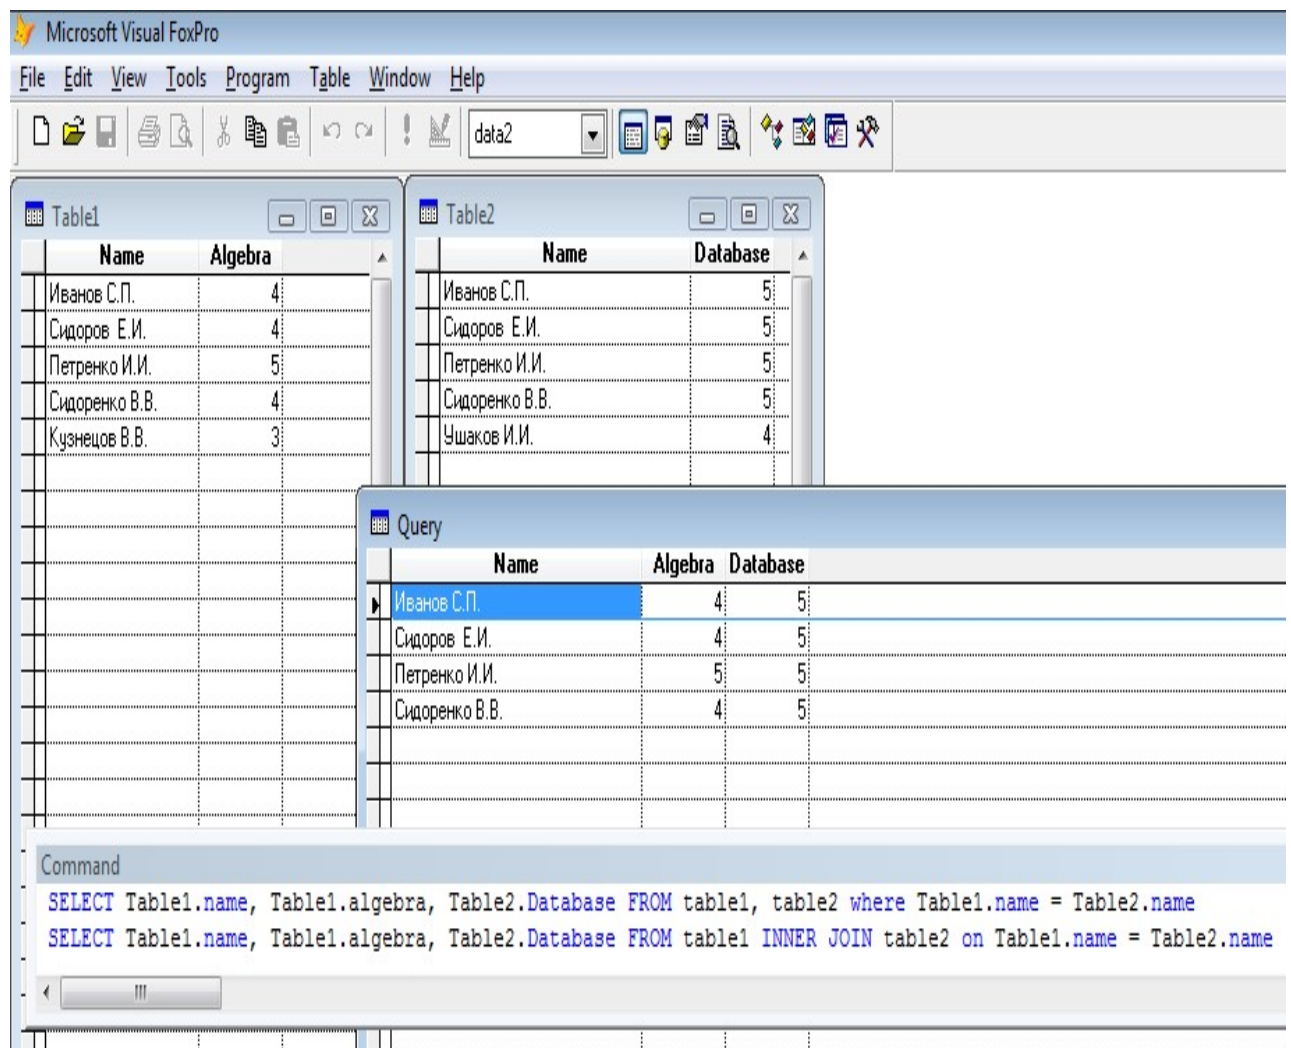 Microsoft Visual FoxPro
File Edit View Tools Program Table Window Help
data2
Table1
Name Algebra
Иванов С.П. 4
Сидоров Е.И. 4
Петренко И.И. 5
Сидоренко В.В. 4
Кузнецов В.В. 3
Table2
Name Database
Иванов С.П. 5
Сидоров Е.И. 5
Петренко И.И. 5
Сидоренко В.В. 5
Ушаков И.И. 4
Query
Name Algebra Database
Иванов С.П. 4 5
Сидоров Е.И. 4 5
Петренко И.И. 5 5
Сидоренко В.В. 4 5
Command
SELECT Table1.name, Table1.algebra, Table2.Database FROM table1, table2 where Table1.name = Table2.name
SELECT Table1.name, Table1.algebra, Table2.Database FROM table1 INNER JOIN table2 on Table1.name = Table2.name